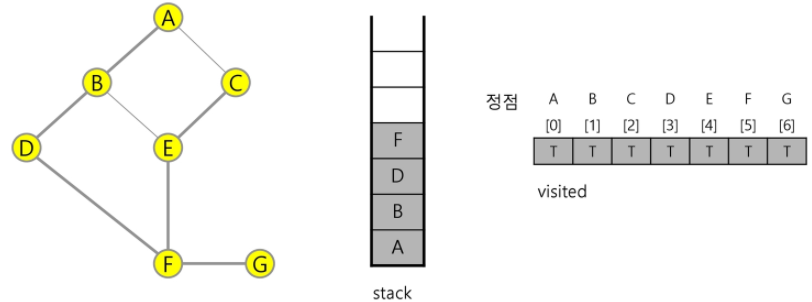 A
B
C
D
E
F
G
F
D
B
A
stack
정점 A B C D E F G
[0] [1] [2] [3] [4] [5] [6]
T T T T T T T
visited